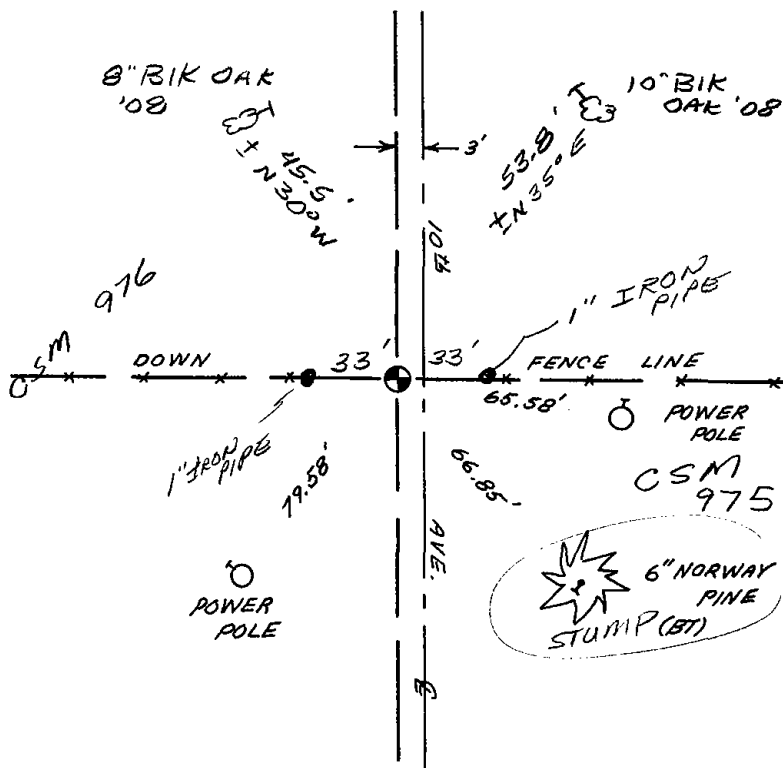 8" BIK OAK
'08
10" BIK
OAK '08
45.5'
± N30°W
3'
53.8'
± N35°E
10th
976
CSM
1" IRON
PIPE
DOWN
33'
33'
FENCE LINE
65.58'
POWER
POLE
1" IRON
PIPE
79.58'
66.85'
CSM
975
AVE.
6" NORWAY
PINE
STUMP (BT)
POWER
POLE
℄